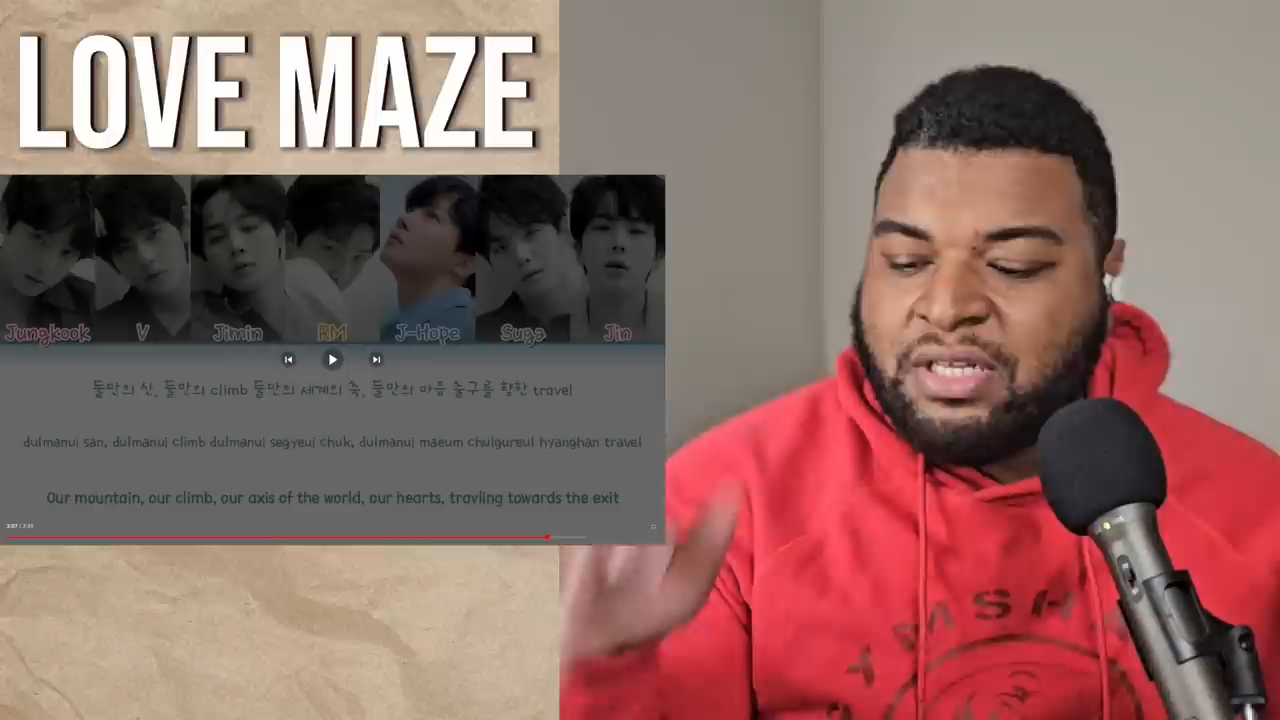 LOVE MAZE
Jungkook V Jimin RM J-Hope Suga Jin
둘만의 산, 둘만의 climb 둘만의 세계의 축, 둘만의 마음 출구를 향한 travel
dulmanui san, dulmanui climb dulmanui segyeui chuk, dulmanui maeum chulgureul hyanghan travel
Our mountain, our climb, our axis of the world, our hearts, travling towards the exit